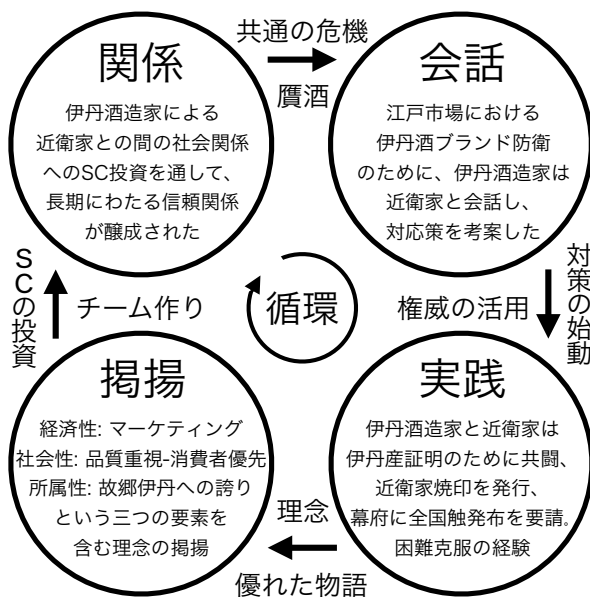 関係
伊丹酒造家による
近衛家との間の社会関係
へのSC投資を通して、
長期にわたる信頼関係
が醸成された
共通の危機
贋酒
会話
江戸市場における
伊丹酒ブランド防衛
のために、伊丹酒造家は
近衛家と会話し、
対応策を考案した
対策の始動
権威の活用
実践
伊丹酒造家と近衛家は
伊丹産証明のために共闘、
近衛家焼印を発行、
幕府に全国触発布を要請。
困難克服の経験
理念
優れた物語
掲揚
経済性: マーケティング
社会性: 品質重視-消費者優先
所属性: 故郷伊丹への誇り
という三つの要素を
含む理念の掲揚
SCの投資
チーム作り
循環